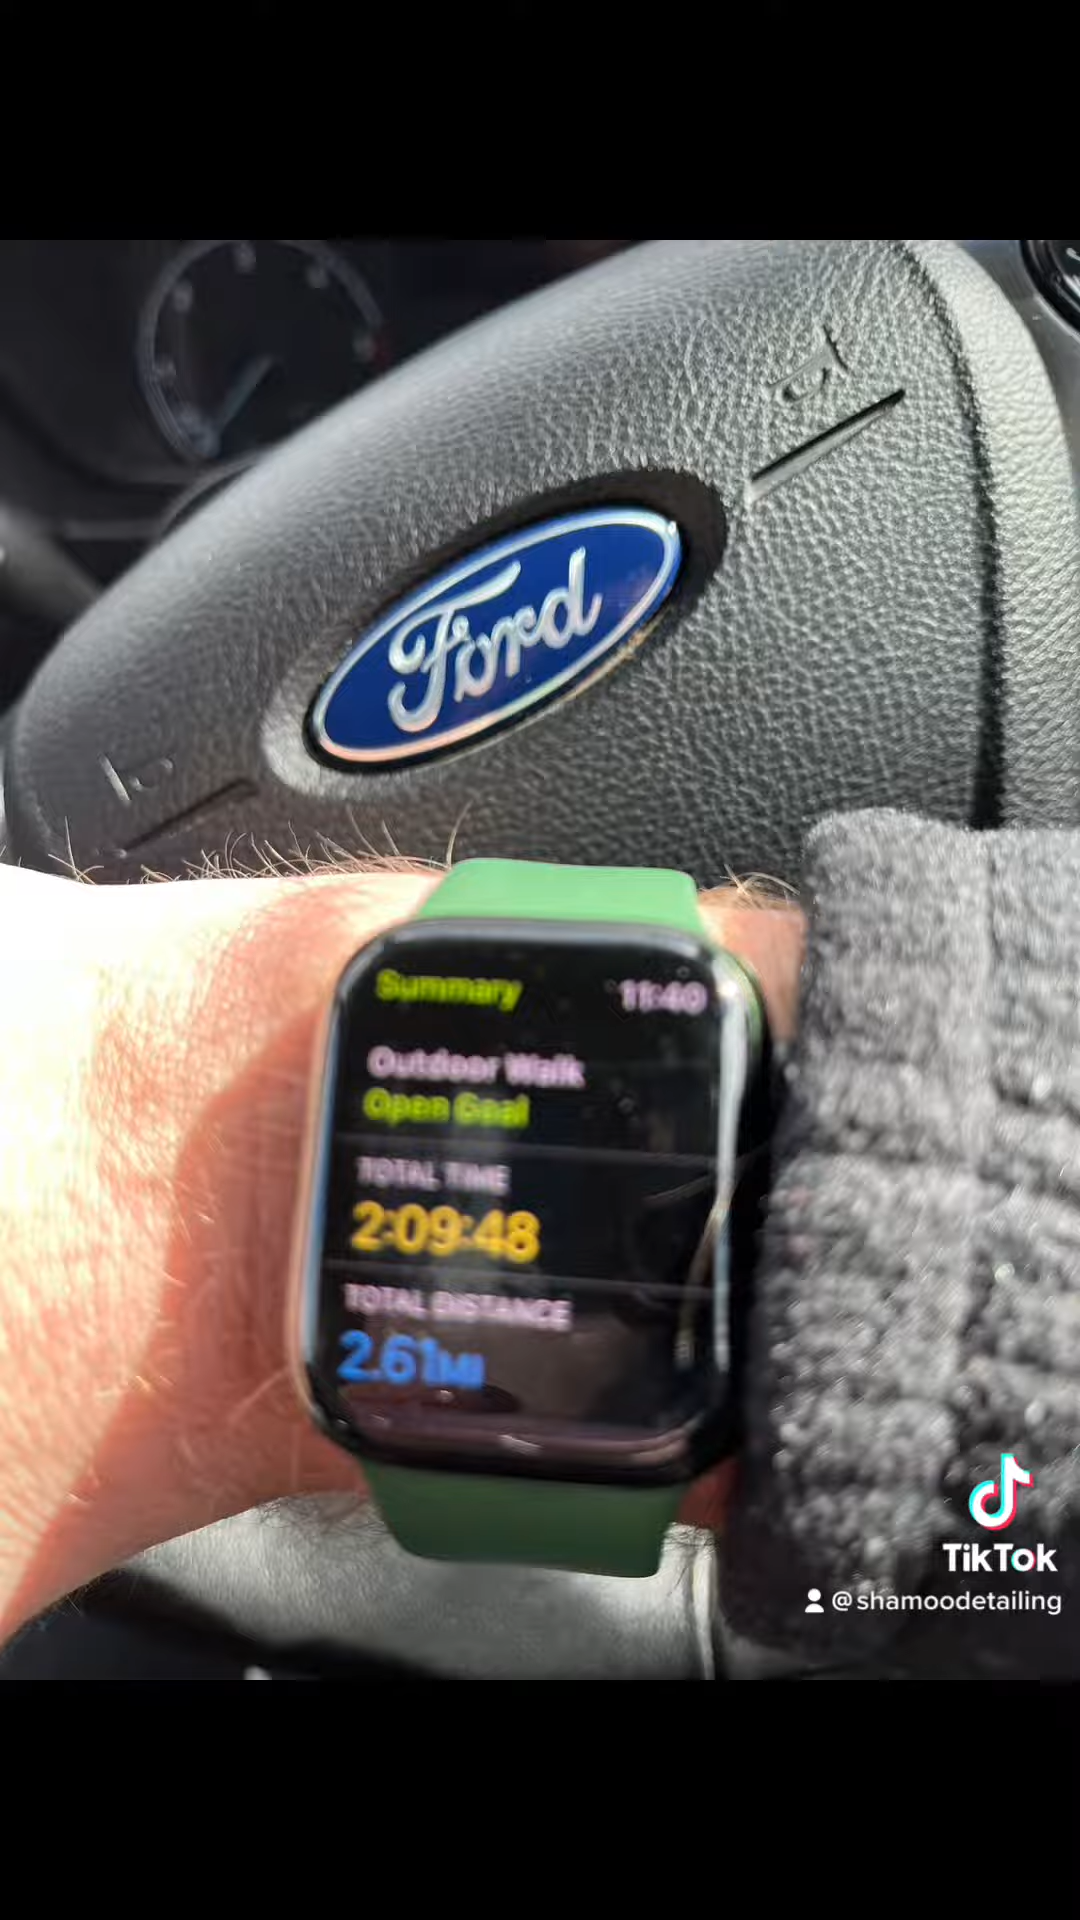 Ford
Summary 11:40
Outdoor Walk
Open Goal
TOTAL TIME
2:09:48
TOTAL DISTANCE
2.61MI
TikTok
@shamoodetailing